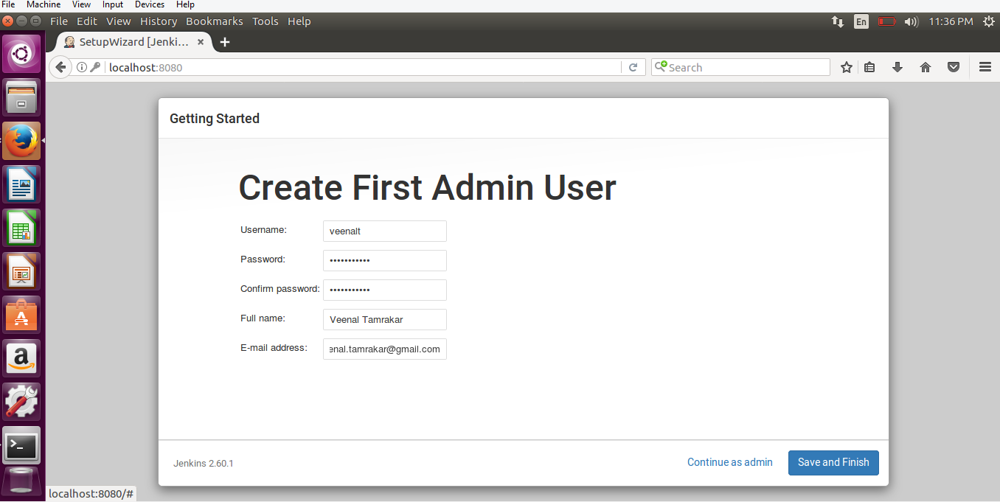 File Machine View Input Devices Help
File Edit View History Bookmarks Tools Help
En 11:36 PM
SetupWizard [Jenki...
localhost:8080
Search
Getting Started
Create First Admin User
Username: veenalt
Password: •••••••••••
Confirm password: •••••••••••
Full name: Veenal Tamrakar
E-mail address: enal.tamrakar@gmail.com
Jenkins 2.60.1
Continue as admin
Save and Finish
localhost:8080/#